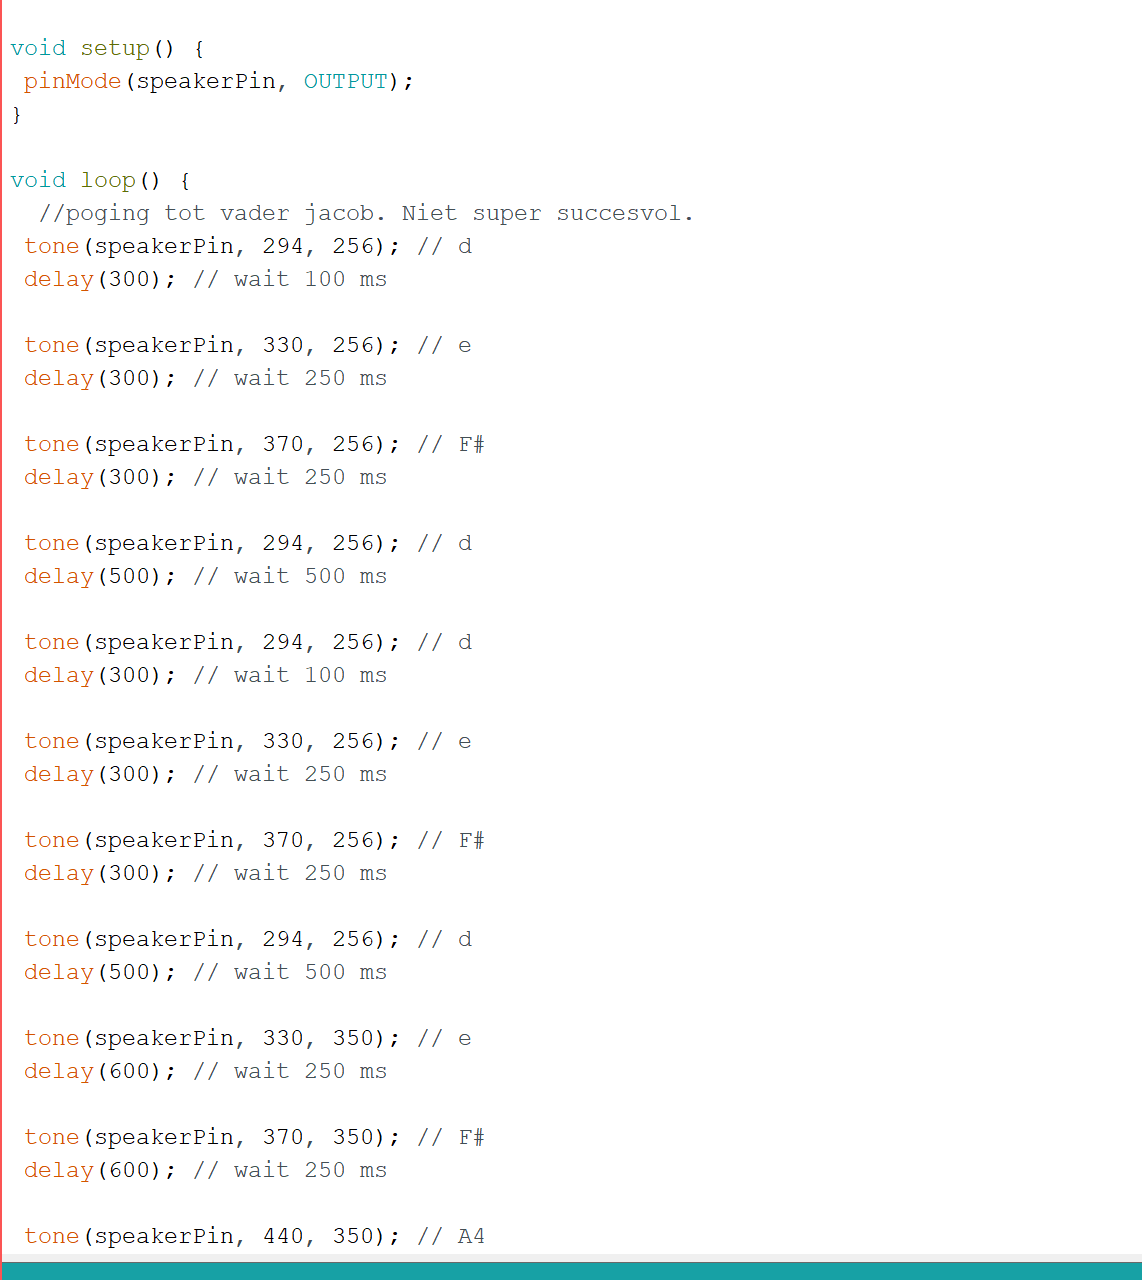 void setup() {
pinMode(speakerPin, OUTPUT);
}
void loop() {
//poging tot vader jacob. Niet super succesvol.
tone(speakerPin, 294, 256); // d
delay(300); // wait 100 ms
tone(speakerPin, 330, 256); // e
delay(300); // wait 250 ms
tone(speakerPin, 370, 256); // F#
delay(300); // wait 250 ms
tone(speakerPin, 294, 256); // d
delay(500); // wait 500 ms
tone(speakerPin, 294, 256); // d
delay(300); // wait 100 ms
tone(speakerPin, 330, 256); // e
delay(300); // wait 250 ms
tone(speakerPin, 370, 256); // F#
delay(300); // wait 250 ms
tone(speakerPin, 294, 256); // d
delay(500); // wait 500 ms
tone(speakerPin, 330, 350); // e
delay(600); // wait 250 ms
tone(speakerPin, 370, 350); // F#
delay(600); // wait 250 ms
tone(speakerPin, 440, 350); // A4